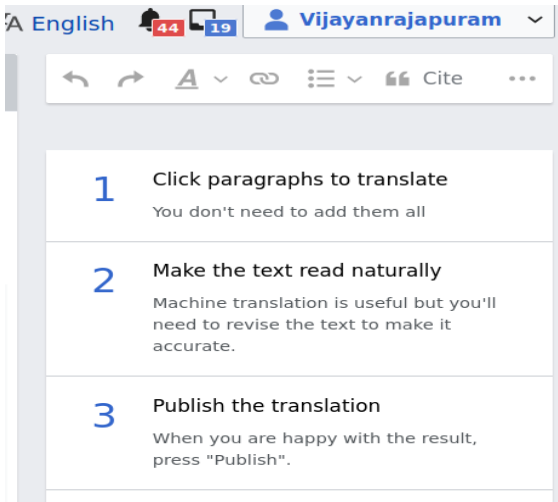 A English 44 19 Vijayanrajapuram
A Cite ...
1 Click paragraphs to translate
You don't need to add them all
2 Make the text read naturally
Machine translation is useful but you'll
need to revise the text to make it
accurate.
3 Publish the translation
When you are happy with the result,
press "Publish".